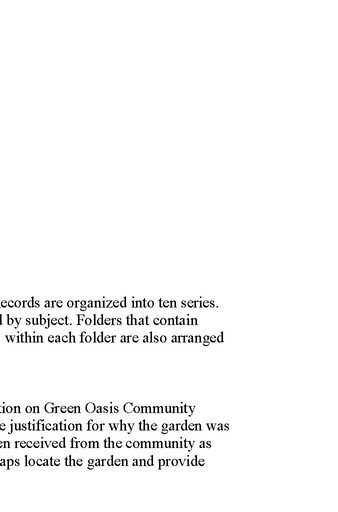 ecords are organized into ten series.
d by subject. Folders that contain
within each folder are also arranged
tion on Green Oasis Community
e justification for why the garden was
en received from the community as
aps locate the garden and provide